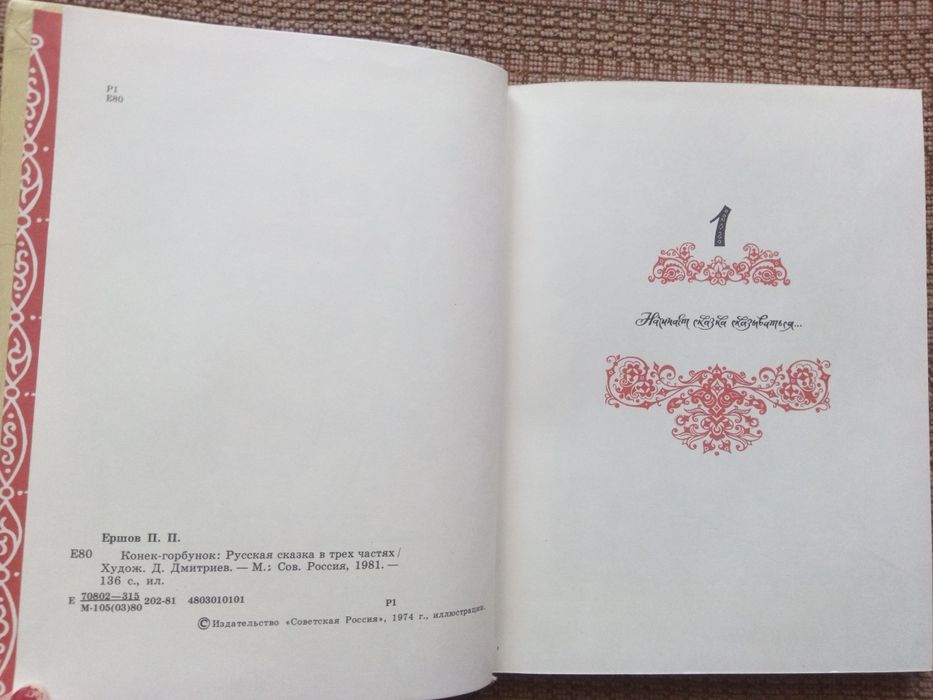 Р1
Е80
Ершов П. П.
Е80 Конек-горбунок: Русская сказка в трех частях/
Худож. Д. Дмитриев. — М.: Сов. Россия, 1981. —
136 с., ил.
Е 70802—315 202-81 4803010101 Р1
М-105(03)80
©Издательство «Советская Россия», 1974 г., иллюстрации.
1
Начинает сказка сказываться...